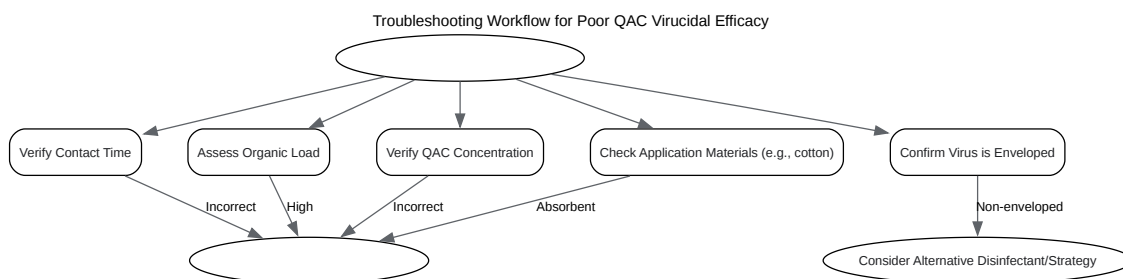 Troubleshooting Workflow for Poor QAC Virucidal Efficacy
Verify Contact Time
Assess Organic Load
Verify QAC Concentration
Check Application Materials (e.g., cotton)
Confirm Virus is Enveloped
Incorrect
High
Incorrect
Absorbent
Non-enveloped
Consider Alternative Disinfectant/Strategy